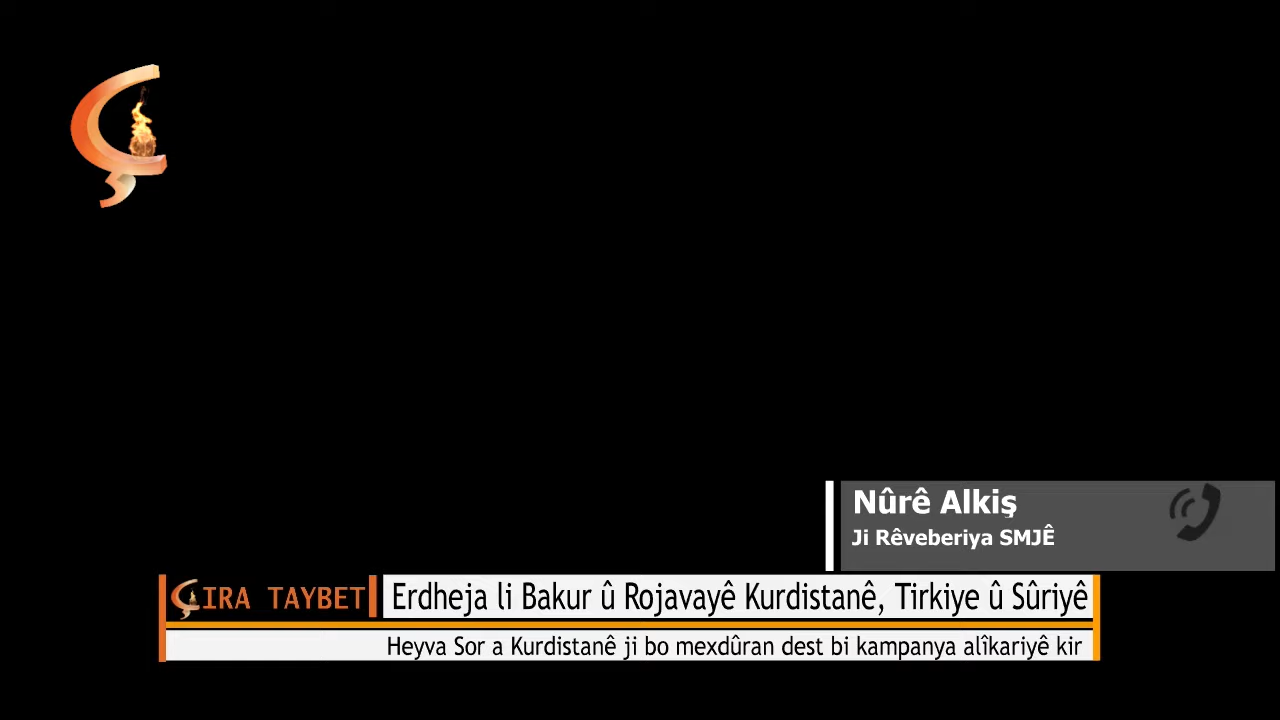 Nûrê Alkiş
Ji Rêveberiya SMJÊ
ÇIRA TAYBET
Erdheja li Bakur û Rojavayê Kurdistanê, Tirkiye û Sûriyê
Heyva Sor a Kurdistanê ji bo mexdûran dest bi kampanya alîkariyê kir